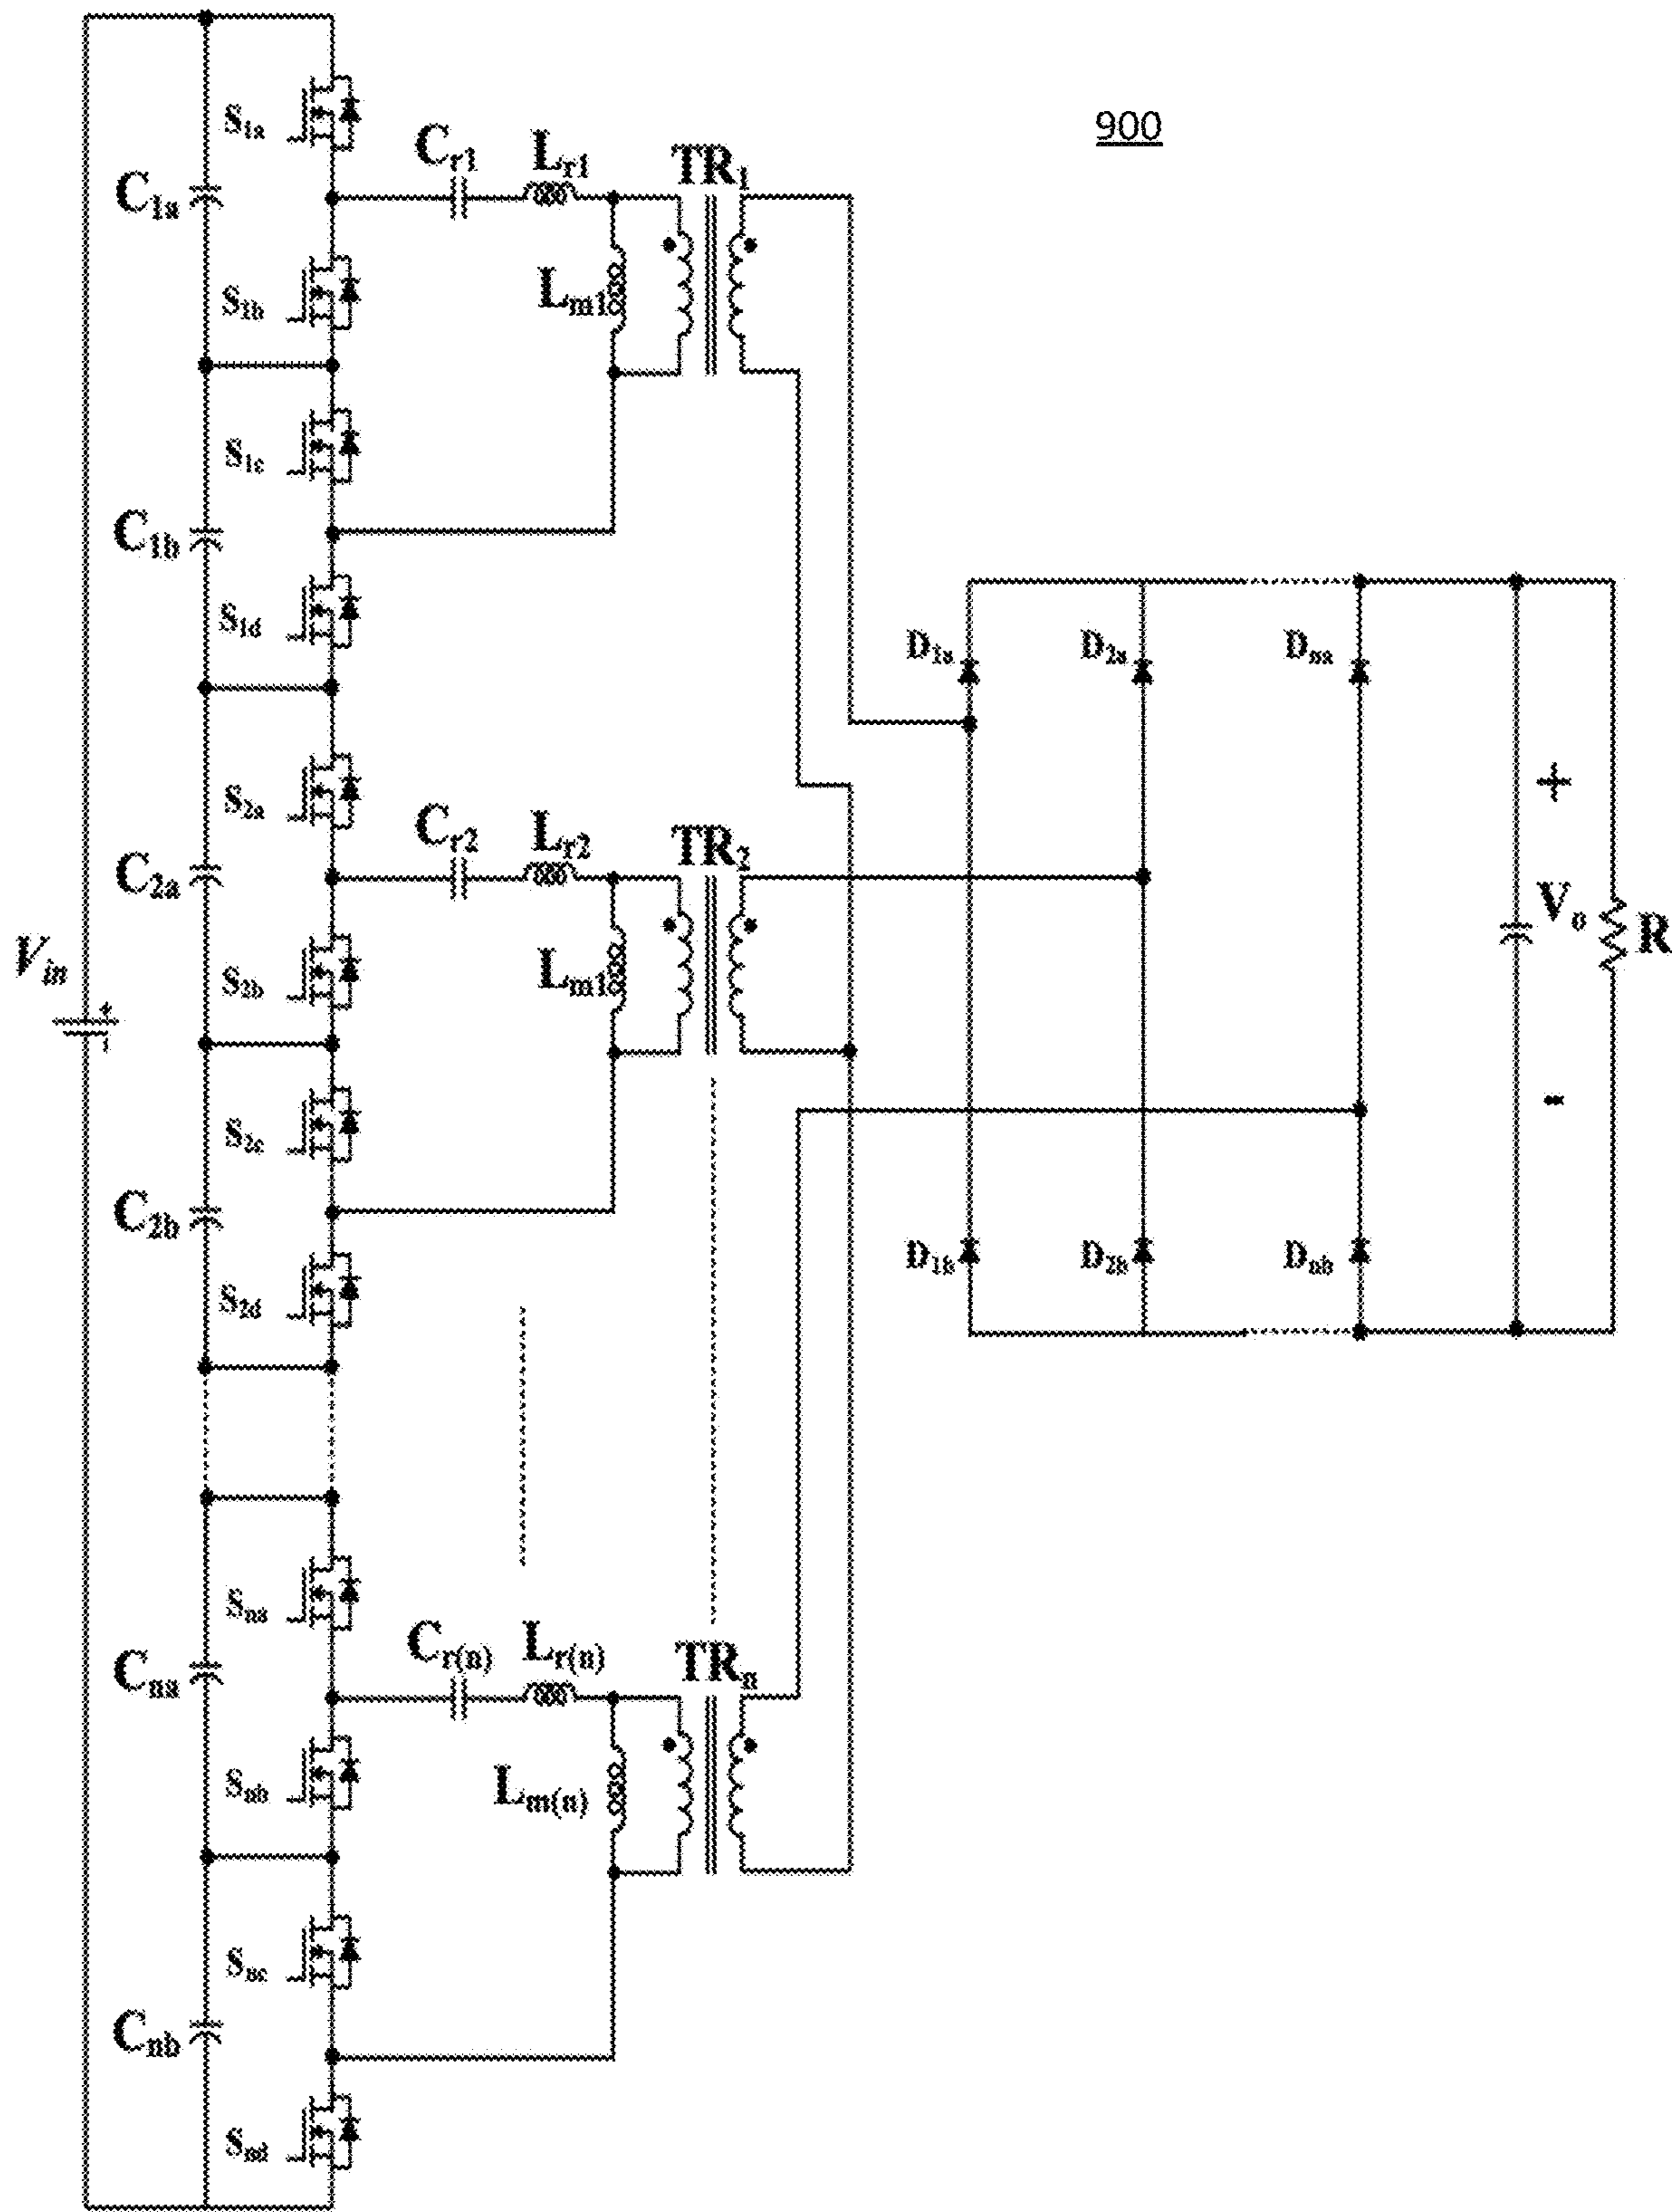 900
S1a
C1a
Cr1
Lr1
TR1
S1b
Lm1
S1c
C1b
S1d
D1a
D2a
Dna
S2a
Cr2
Lr2
TR2
C2a
Vin
+
-
S2b
Lm1
+
Vo
-
R
S2c
C2b
S2d
D1b
D2b
Dnb
Sna
Cr(n)
Lr(n)
TRn
Cna
Snb
Lm(n)
Snc
Cnb
Snd